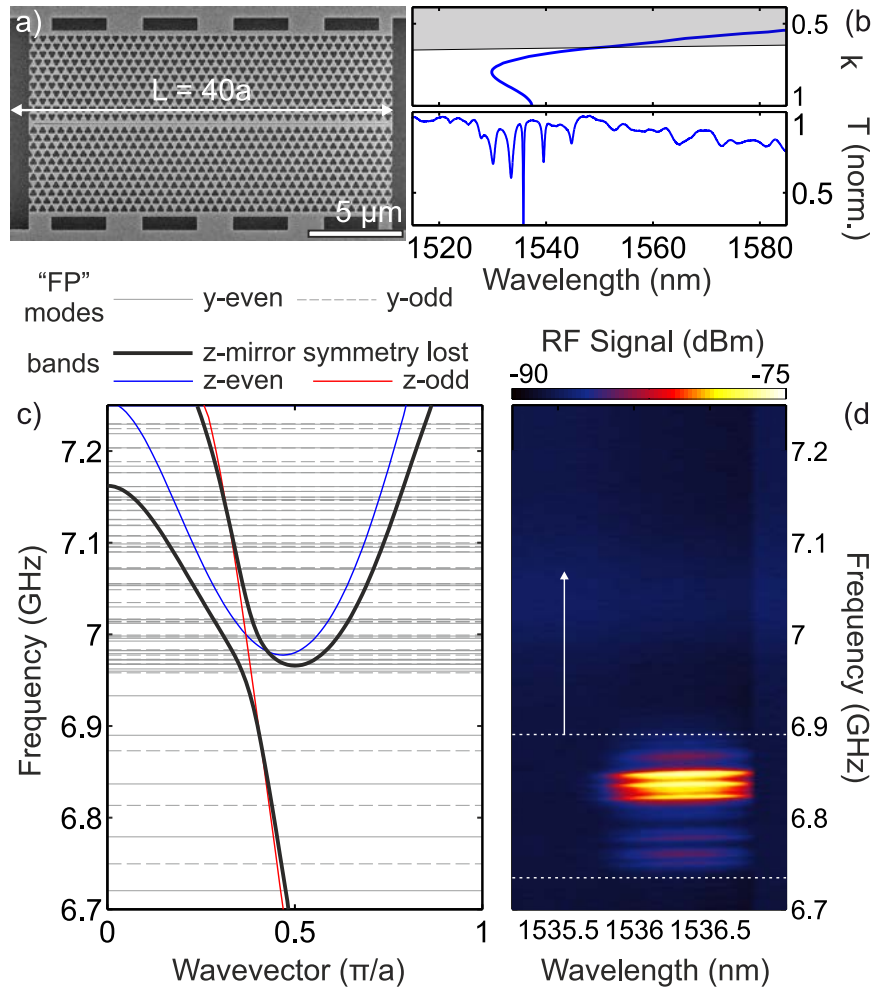 a)
L = 40a
5 μm
(b)
0.5
k
1
1
T (norm.)
0.5
1520 1540 1560 1580
Wavelength (nm)
“FP” modes
y-even y-odd
bands
z-mirror symmetry lost
z-even z-odd
RF Signal (dBm)
-90 -75
c)
7.2
7.1
7
6.9
6.8
6.7
Frequency (GHz)
0 0.5 1
Wavevector (π/a)
(d)
7.2
7.1
7
6.9
6.8
6.7
Frequency (GHz)
1535.5 1536 1536.5
Wavelength (nm)